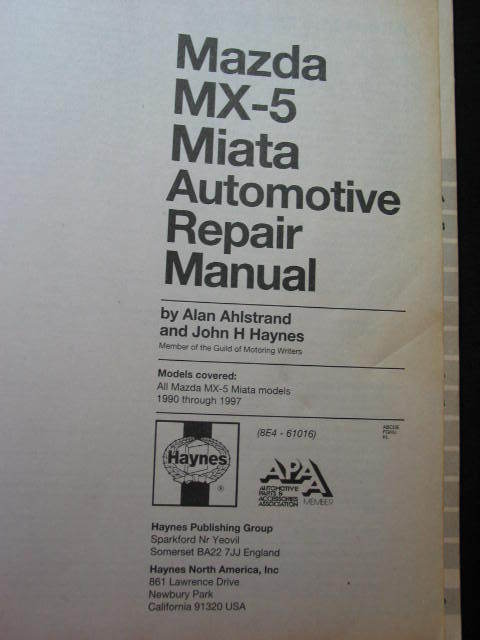 Mazda
MX-5
Miata
Automotive
Repair
Manual
by Alan Ahlstrand
and John H Haynes
Member of the Guild of Motoring Writers
Models covered:
All Mazda MX-5 Miata models
1990 through 1997
(8E4 - 61016)
ABCDE
FGHIJ
KL
Haynes
®
APAA
AUTOMOTIVE
PARTS &
ACCESSORIES
ASSOCIATION
MEMBER
Haynes Publishing Group
Sparkford Nr Yeovil
Somerset BA22 7JJ England
Haynes North America, Inc
861 Lawrence Drive
Newbury Park
California 91320 USA